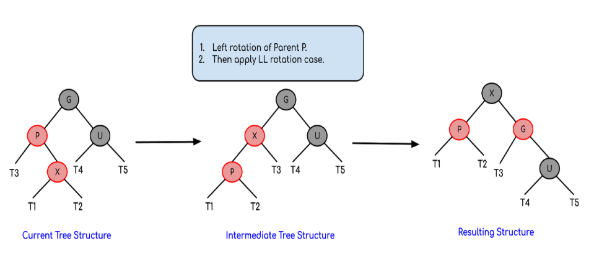 1. Left rotation of Parent P.
2. Then apply LL rotation case.
G
P
U
T3
X
T4
T5
T1
T2
Current Tree Structure
G
X
U
P
T3
T4
T5
T1
T2
Intermediate Tree Structure
X
P
G
T1
T2
T3
U
T4
T5
Resulting Structure